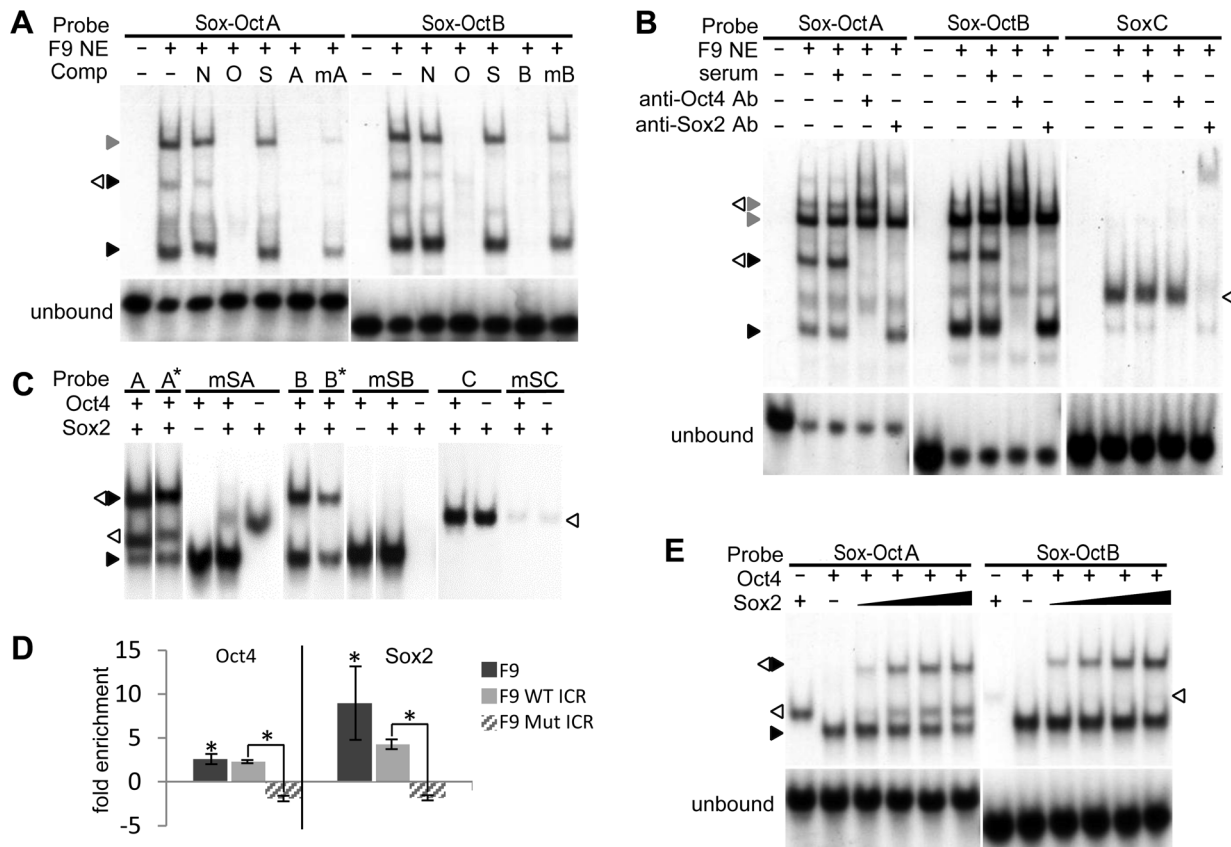 A
Probe Sox-OctA Sox-OctB
F9 NE – + + + + + + – + + + + + +
Comp – – N O S A mA – – N O S B mB
unbound
B
Probe Sox-OctA Sox-OctB SoxC
F9 NE – + + + + – + + + + – + + + +
serum – – + – – – – + – – – – + – –
anti-Oct4 Ab – – – + – – – – + – – – – + –
anti-Sox2 Ab – – – – + – – – – + – – – – +
unbound
C
Probe A A* mSA B B* mSB C mSC
Oct4 + + + + – + + + + – + – + –
Sox2 + + – + + + + – + + + + + +
D
fold enrichment
15
10
5
0
-5
Oct4 Sox2
* * * *
F9
F9 WT ICR
F9 Mut ICR
E
Probe Sox-OctA Sox-OctB
Oct4 – + + + + + – + + + + +
Sox2 + – + –
unbound